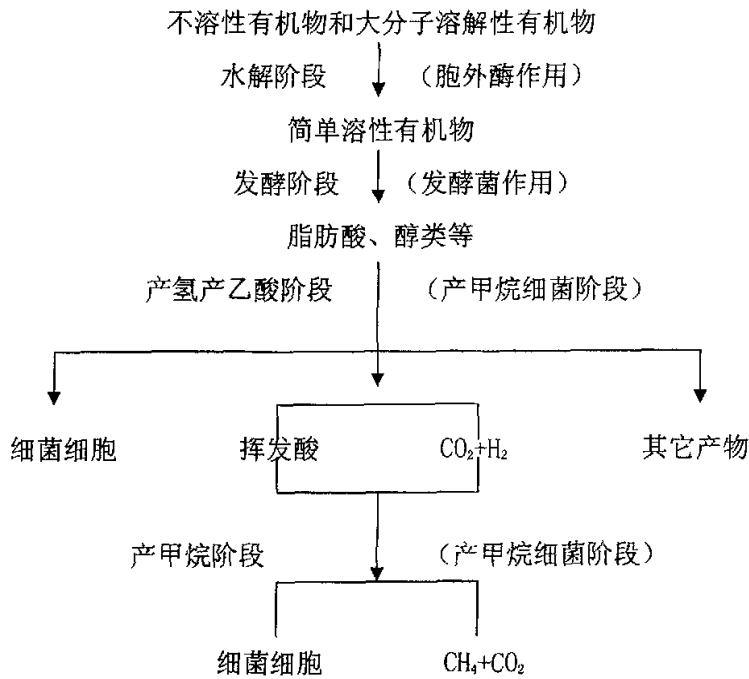 不溶性有机物和大分子溶解性有机物
水解阶段 （胞外酶作用）
简单溶性有机物
发酵阶段 （发酵菌作用）
脂肪酸、醇类等
产氢产乙酸阶段 （产甲烷细菌阶段）
细菌细胞 挥发酸 CO₂+H₂ 其它产物
产甲烷阶段 （产甲烷细菌阶段）
细菌细胞 CH₄+CO₂